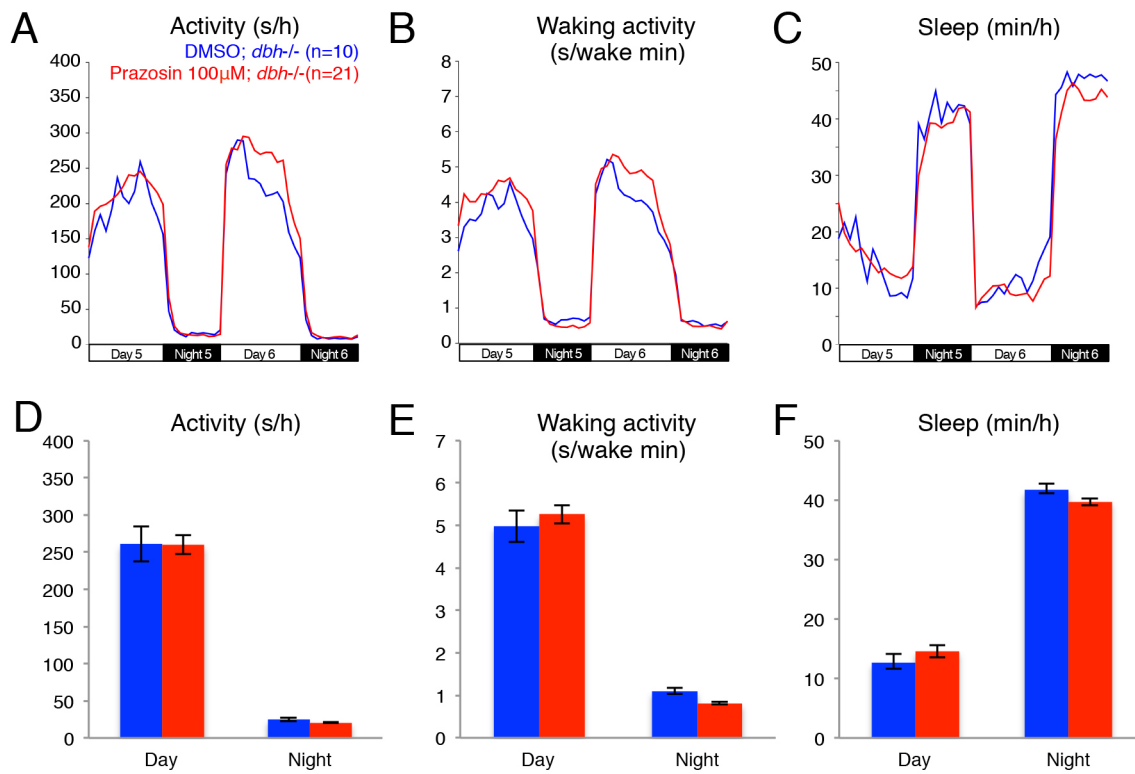 A
Activity (s/h)
DMSO; dbh-/- (n=10)
Prazosin 100μM; dbh-/-(n=21)
400
350
300
250
200
150
100
50
0
Day 5 Night 5 Day 6 Night 6
B
Waking activity
(s/wake min)
8
7
6
5
4
3
2
1
0
Day 5 Night 5 Day 6 Night 6
C
Sleep (min/h)
50
40
30
20
10
0
Day 5 Night 5 Day 6 Night 6
D
Activity (s/h)
400
350
300
250
200
150
100
50
0
Day Night
E
Waking activity
(s/wake min)
7
6
5
4
3
2
1
0
Day Night
F
Sleep (min/h)
50
40
30
20
10
0
Day Night